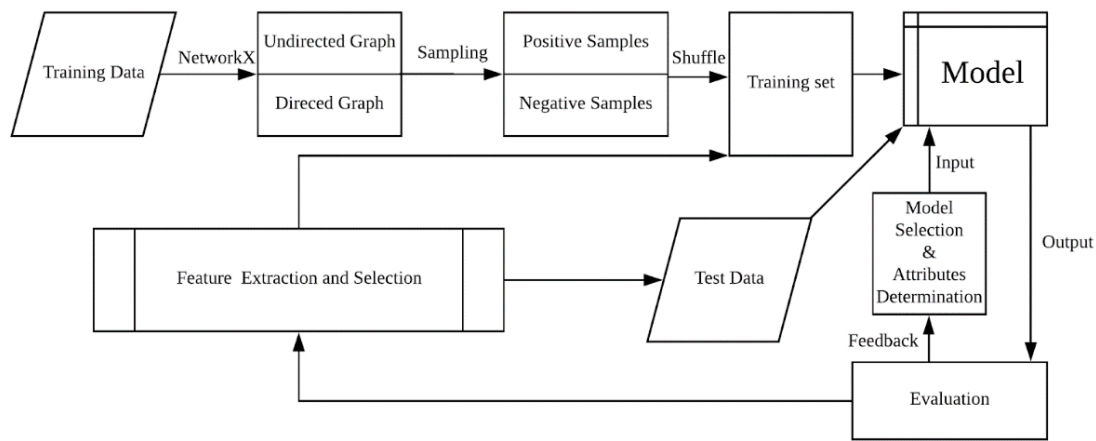 Training Data
NetworkX
Undirected Graph
Direced Graph
Sampling
Positive Samples
Negative Samples
Shuffle
Training set
Model
Input
Model
Selection
&
Attributes
Determination
Output
Feature Extraction and Selection
Test Data
Feedback
Evaluation